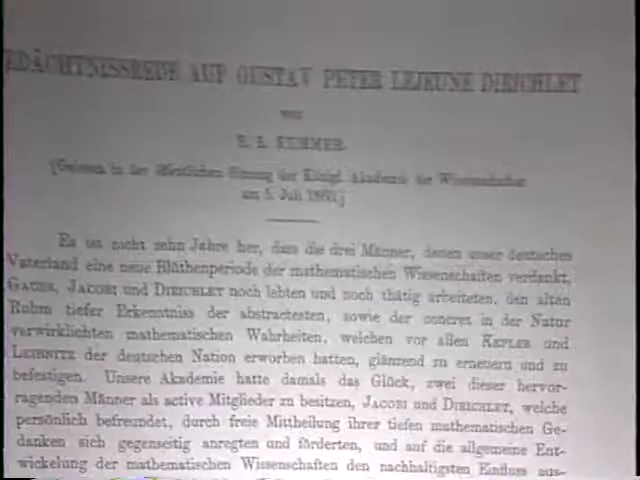 EDÄCHTNISSREDE AUF GUSTAV PETER LEJEUNE DIRICHLET
von
E. E. KUMMER.
[Gelesen in der öffentlichen Sitzung der Königl. Akademie der Wissenschaften
am 5. Juli 1860.]
Es ist nicht zehn Jahre her, dass die drei Männer, denen unser deutsches
Vaterland eine neue Blüthenperiode der mathematischen Wissenschaften verdankt,
GAUSS, JACOBI und DIRICHLET noch lebten und noch thätig arbeiteten, den alten
Ruhm tiefer Erkenntniss der abstractesten, sowie der concret in der Natur
verwirklichten mathematischen Wahrheiten, welchen vor allen KEPLER und
LEIBNITZ der deutschen Nation erworben hatten, glänzend zu erneuern und zu
befestigen. Unsere Akademie hatte damals das Glück, zwei dieser hervor-
ragenden Männer als active Mitglieder zu besitzen, JACOBI und DIRICHLET, welche
persönlich befreundet, durch freie Mittheilung ihrer tiefen mathematischen Ge-
danken sich gegenseitig anregten und förderten, und auf die allgemeine Ent-
wickelung der mathematischen Wissenschaften den nachhaltigsten Einfluss aus-